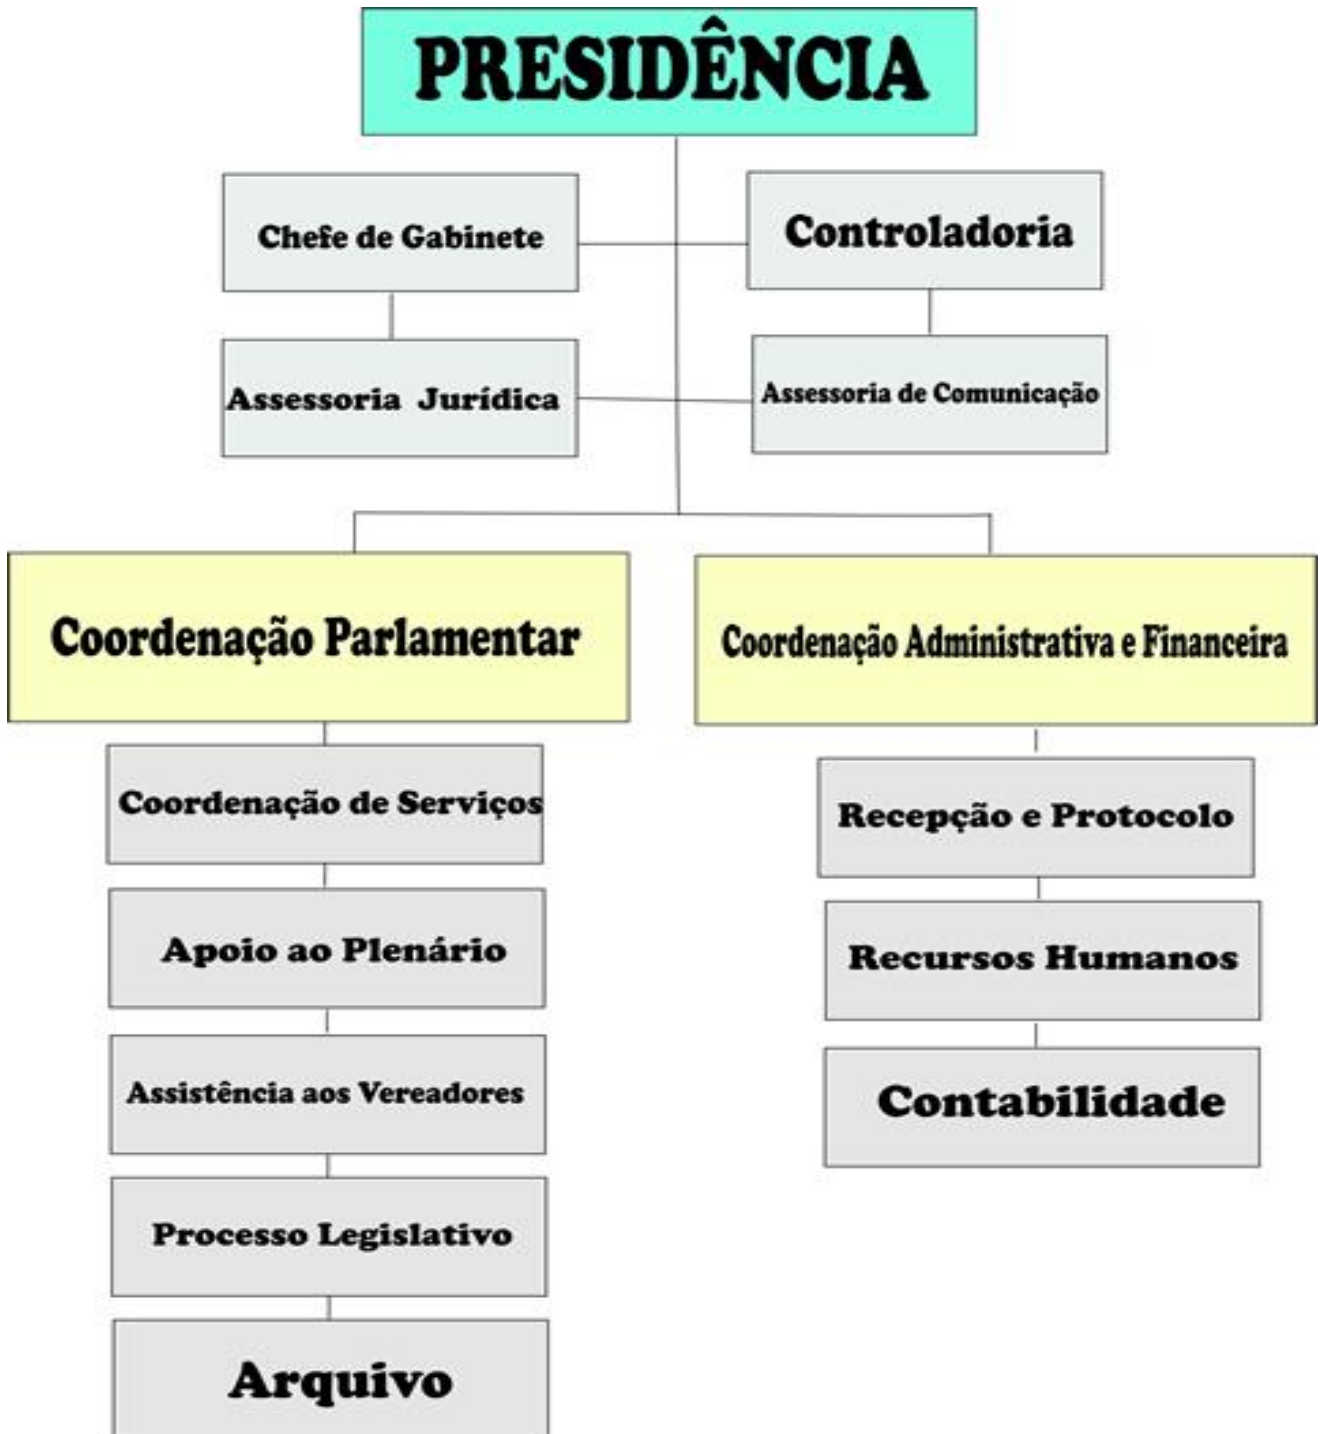 PRESIDÊNCIA
Chefe de Gabinete
Controladoria
Assessoria Jurídica
Assessoria de Comunicação
Coordenação Parlamentar
Coordenação Administrativa e Financeira
Coordenação de Serviços
Recepção e Protocolo
Apoio ao Plenário
Recursos Humanos
Assistência aos Vereadores
Contabilidade
Processo Legislativo
Arquivo